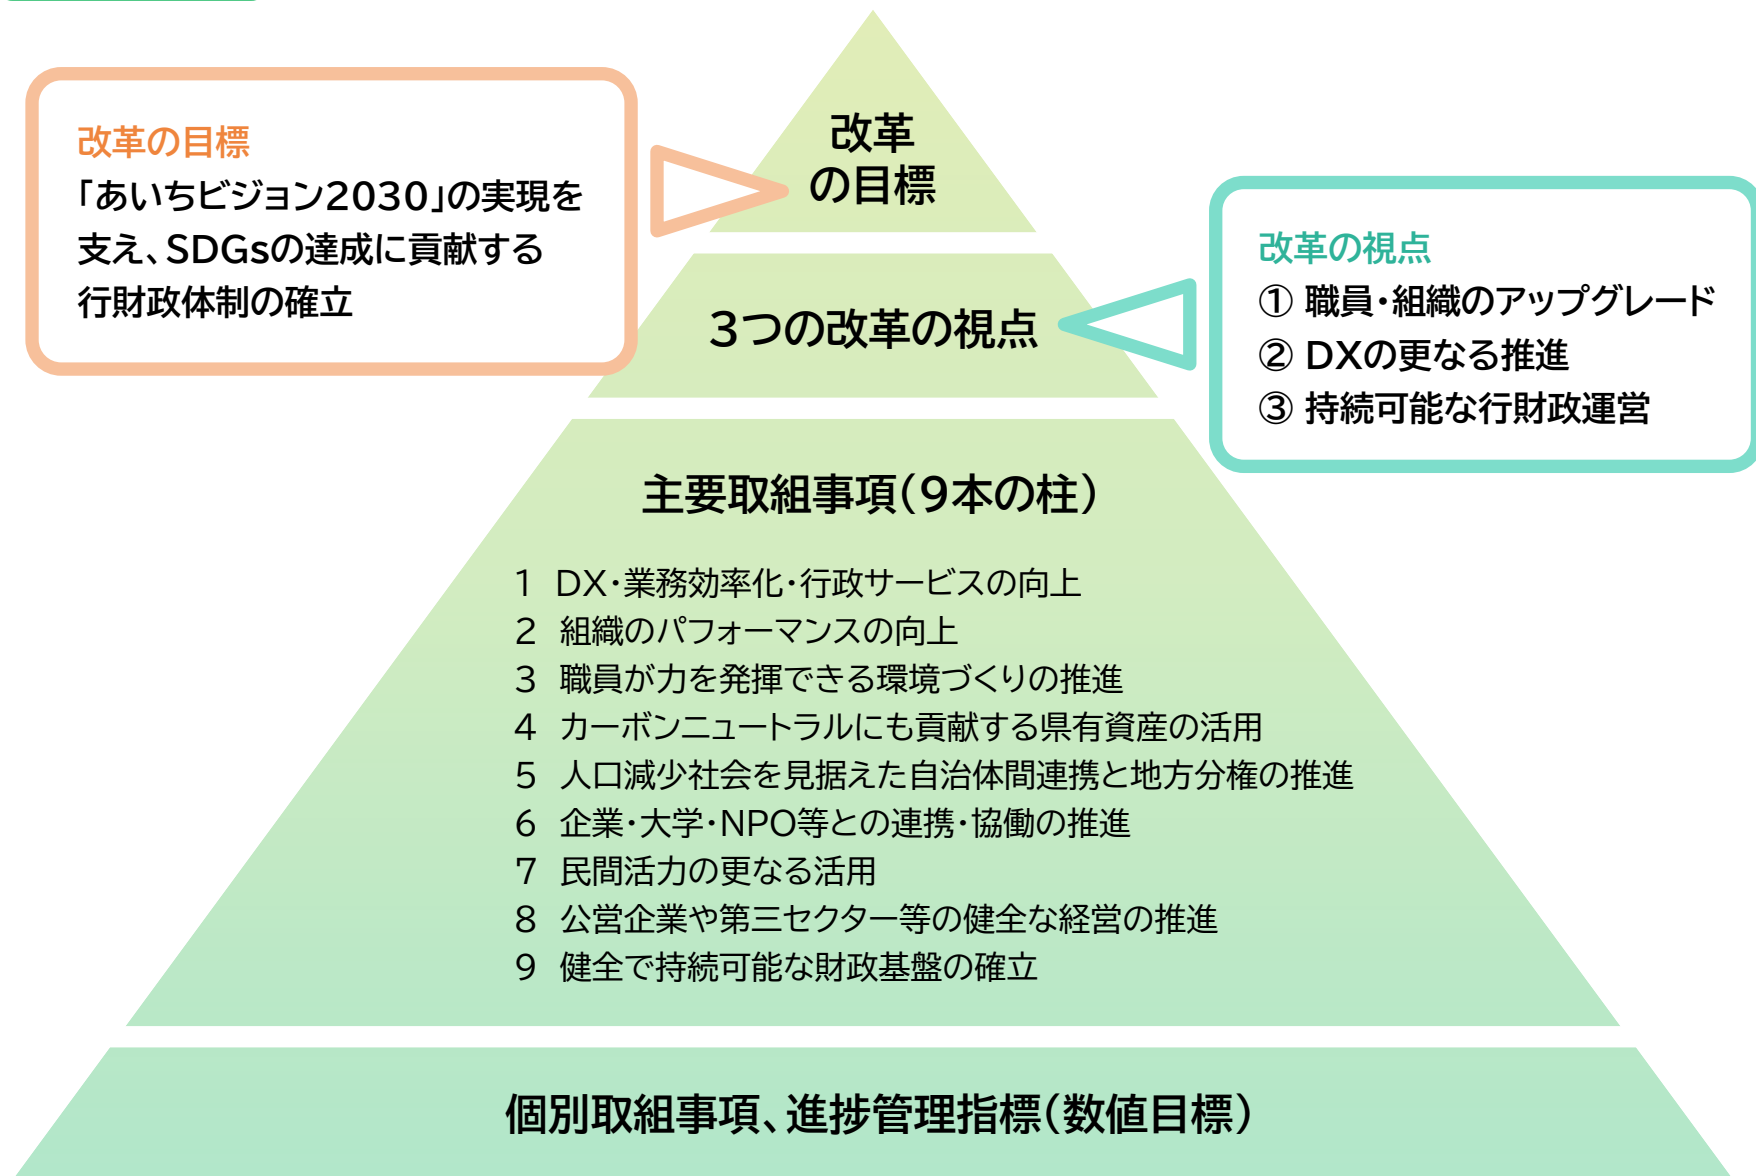 改革の目標
「あいちビジョン2030」の実現を
支え、SDGsの達成に貢献する
行財政体制の確立
改革
の目標
改革の視点
① 職員・組織のアップグレード
② DXの更なる推進
③ 持続可能な行財政運営
3つの改革の視点
主要取組事項(9本の柱)
1 DX・業務効率化・行政サービスの向上
2 組織のパフォーマンスの向上
3 職員が力を発揮できる環境づくりの推進
4 カーボンニュートラルにも貢献する県有資産の活用
5 人口減少社会を見据えた自治体間連携と地方分権の推進
6 企業・大学・NPO等との連携・協働の推進
7 民間活力の更なる活用
8 公営企業や第三セクター等の健全な経営の推進
9 健全で持続可能な財政基盤の確立
個別取組事項、進捗管理指標(数値目標)